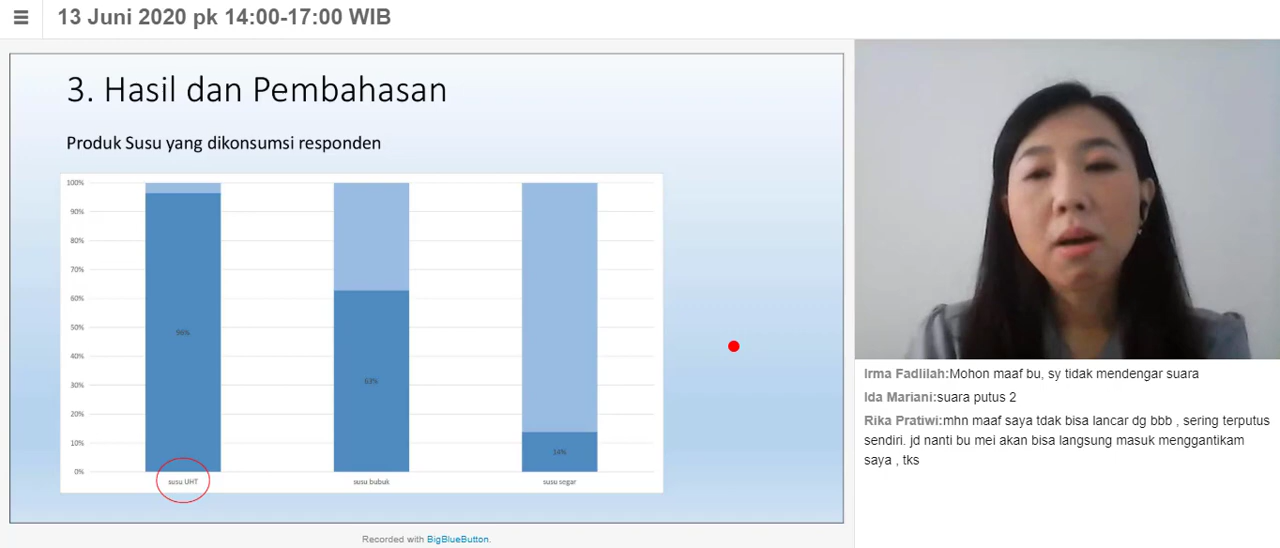 13 Juni 2020 pk 14:00-17:00 WIB
3. Hasil dan Pembahasan
Produk Susu yang dikonsumsi responden
100%
90%
80%
70%
60%
50%
40%
30%
20%
10%
0%
96%
63%
14%
susu UHT
susu bubuk
susu segar
Recorded with BigBlueButton.
Irma Fadlilah:Mohon maaf bu, sy tidak mendengar suara
Ida Mariani:suara putus 2
Rika Pratiwi:mhn maaf saya tdak bisa lancar dg bbb , sering terputus
sendiri. jd nanti bu mei akan bisa langsung masuk menggantikam
saya , tks